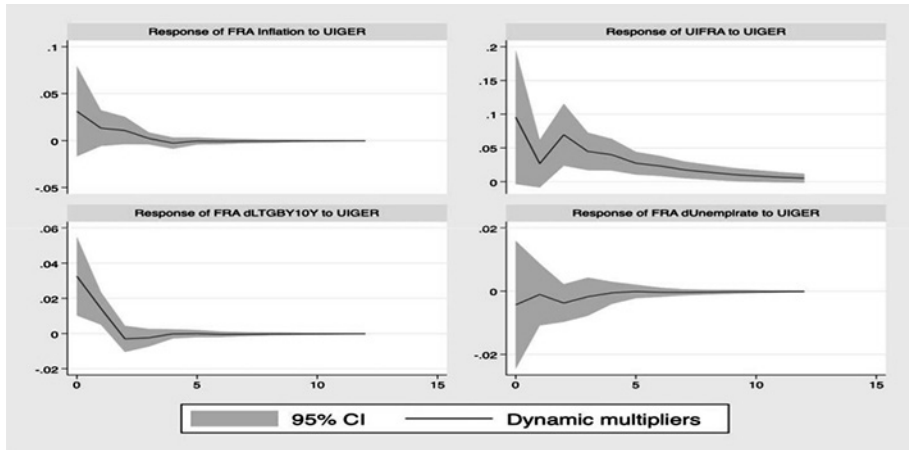 Response of FRA Inflation to UIGER
.1
.05
0
-.05
Response of UIFRA to UIGER
.2
.15
.1
.05
0
Response of FRA dLTGBY10Y to UIGER
.06
.04
.02
0
-.02
0 5 10 15
Response of FRA dUnemplrate to UIGER
.02
0
-.02
0 5 10 15
95% CI Dynamic multipliers